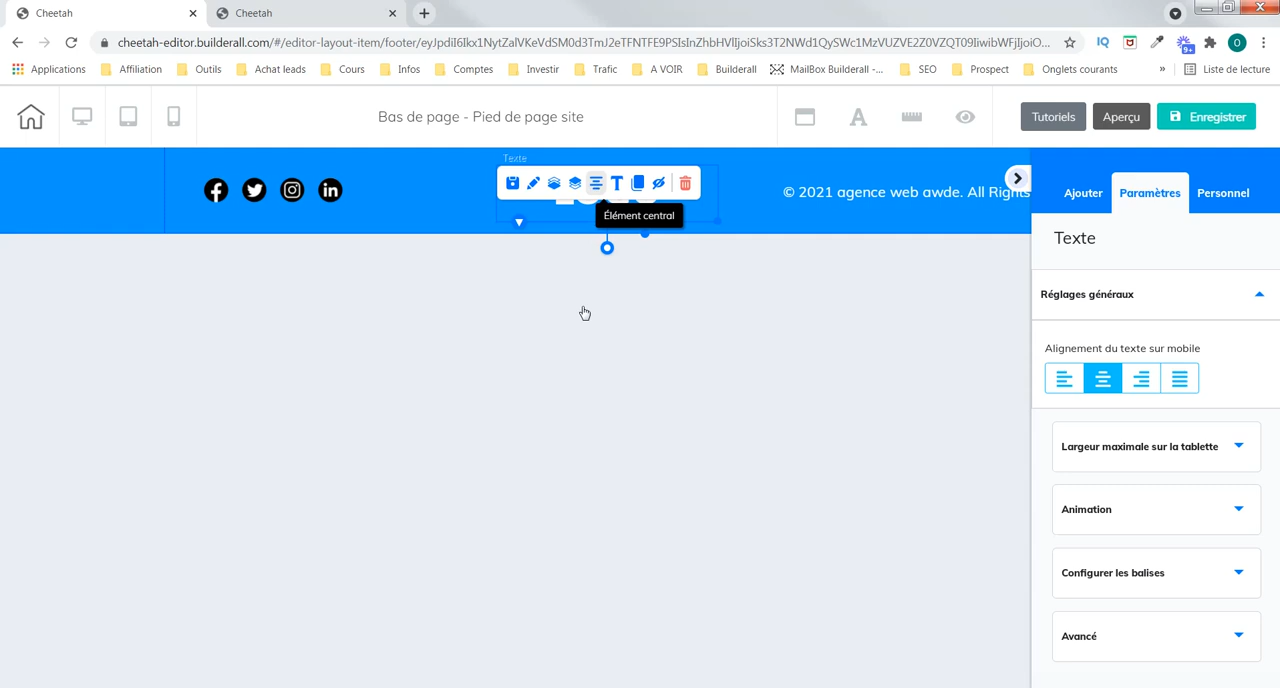 Cheetah
Cheetah
cheetah-editor.builderall.com/#/editor-layout-item/footer/eyJpdiI6Ikx1NytZalVKeVdSM0d3TmJ2eTFNTFE9PSIsInZhbHVlIjoiSks3T2NWd1QySWc1MzVUZVE2Z0VZQT09IiwibWFjIjoiO...
IQ
9+
O
Applications
Affiliation
Outils
Achat leads
Cours
Infos
Comptes
Investir
Trafic
A VOIR
Builderall
MailBox Builderall -...
SEO
Prospect
Onglets courants
»
Liste de lecture
Bas de page - Pied de page site
Tutoriels
Aperçu
Enregistrer
Texte
Élément central
© 2021 agence web awde. All Rights
Ajouter
Paramètres
Personnel
Texte
Réglages généraux
Alignement du texte sur mobile
Largeur maximale sur la tablette
Animation
Configurer les balises
Avancé